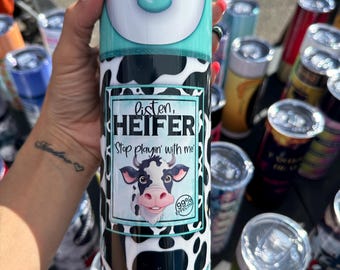 listen,
HEIFER
Stop playin' with me